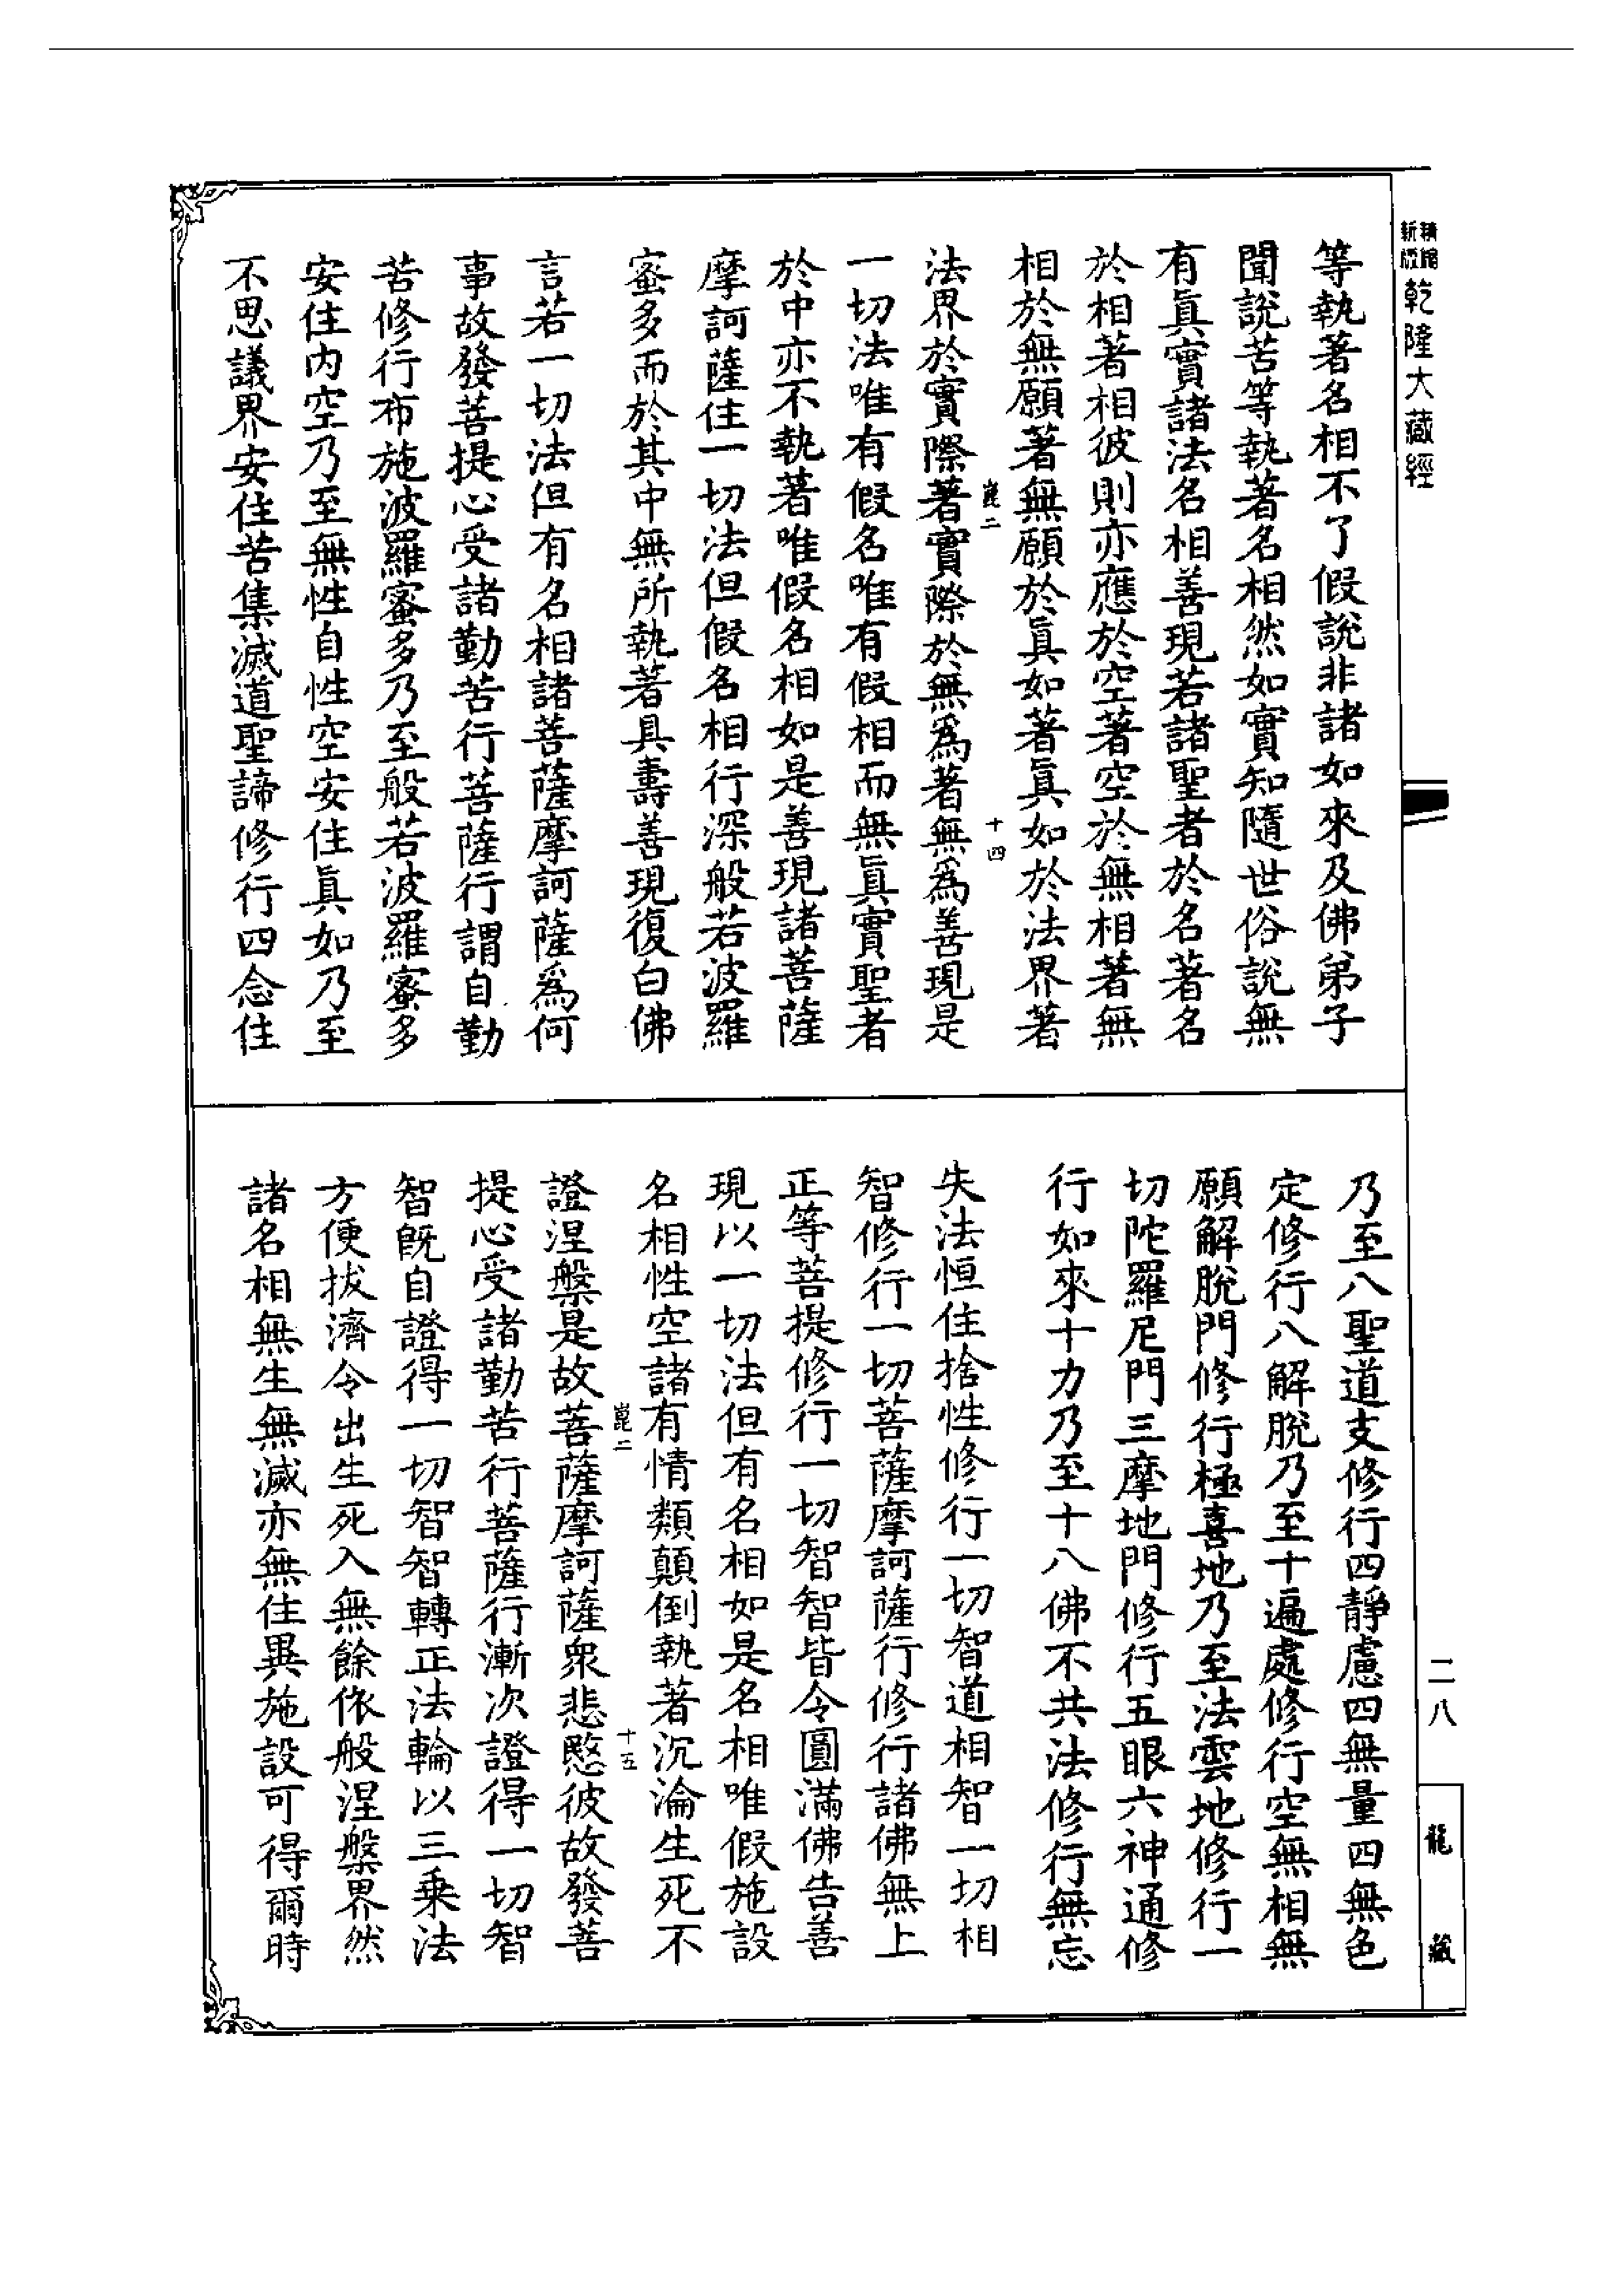 精縮新版乾隆大藏經
等執著名相不了假說非諸如來及佛弟子
聞說苦等執著名相然如實知隨世俗說無
有眞實諸法名相善現若諸聖者於名著名
於相著相彼則亦應於空著空於無相著無
相於無願著無願於眞如著眞如於法界著
崑二
十四
法界於實際著實際於無爲著無爲善現是
一切法唯有假名唯有假相而無眞實聖者
於中亦不執著唯假名相如是善現諸菩薩
摩訶薩住一切法但假名相行深般若波羅
蜜多而於其中無所執著具壽善現復白佛
言若一切法但有名相諸菩薩摩訶薩爲何
事故發菩提心受諸勤苦行菩薩行謂自勤
苦修行布施波羅蜜多乃至般若波羅蜜多
安住內空乃至無性自性空安住眞如乃至
不思議界安住苦集滅道聖諦修行四念住
二八
龍藏
乃至八聖道支修行四靜慮四無量四無色
定修行八解脫乃至十遍處修行空無相無
願解脫門修行極喜地乃至法雲地修行一
切陀羅尼門三摩地門修行五眼六神通修
行如來十力乃至十八佛不共法修行無忘
失法恒住捨性修行一切智道相智一切相
智修行一切菩薩摩訶薩行修行諸佛無上
正等菩提修行一切智智皆令圓滿佛告善
現以一切法但有名相如是名相唯假施設
名相性空諸有情類顛倒執著沉淪生死不
崑二
十五
證涅槃是故菩薩摩訶薩衆悲愍彼故發菩
提心受諸勤苦行菩薩行漸次證得一切智
智既自證得一切智智轉正法輪以三乘法
方便拔濟令出生死入無餘依般涅槃界然
諸名相無生無滅亦無住異施設可得爾時